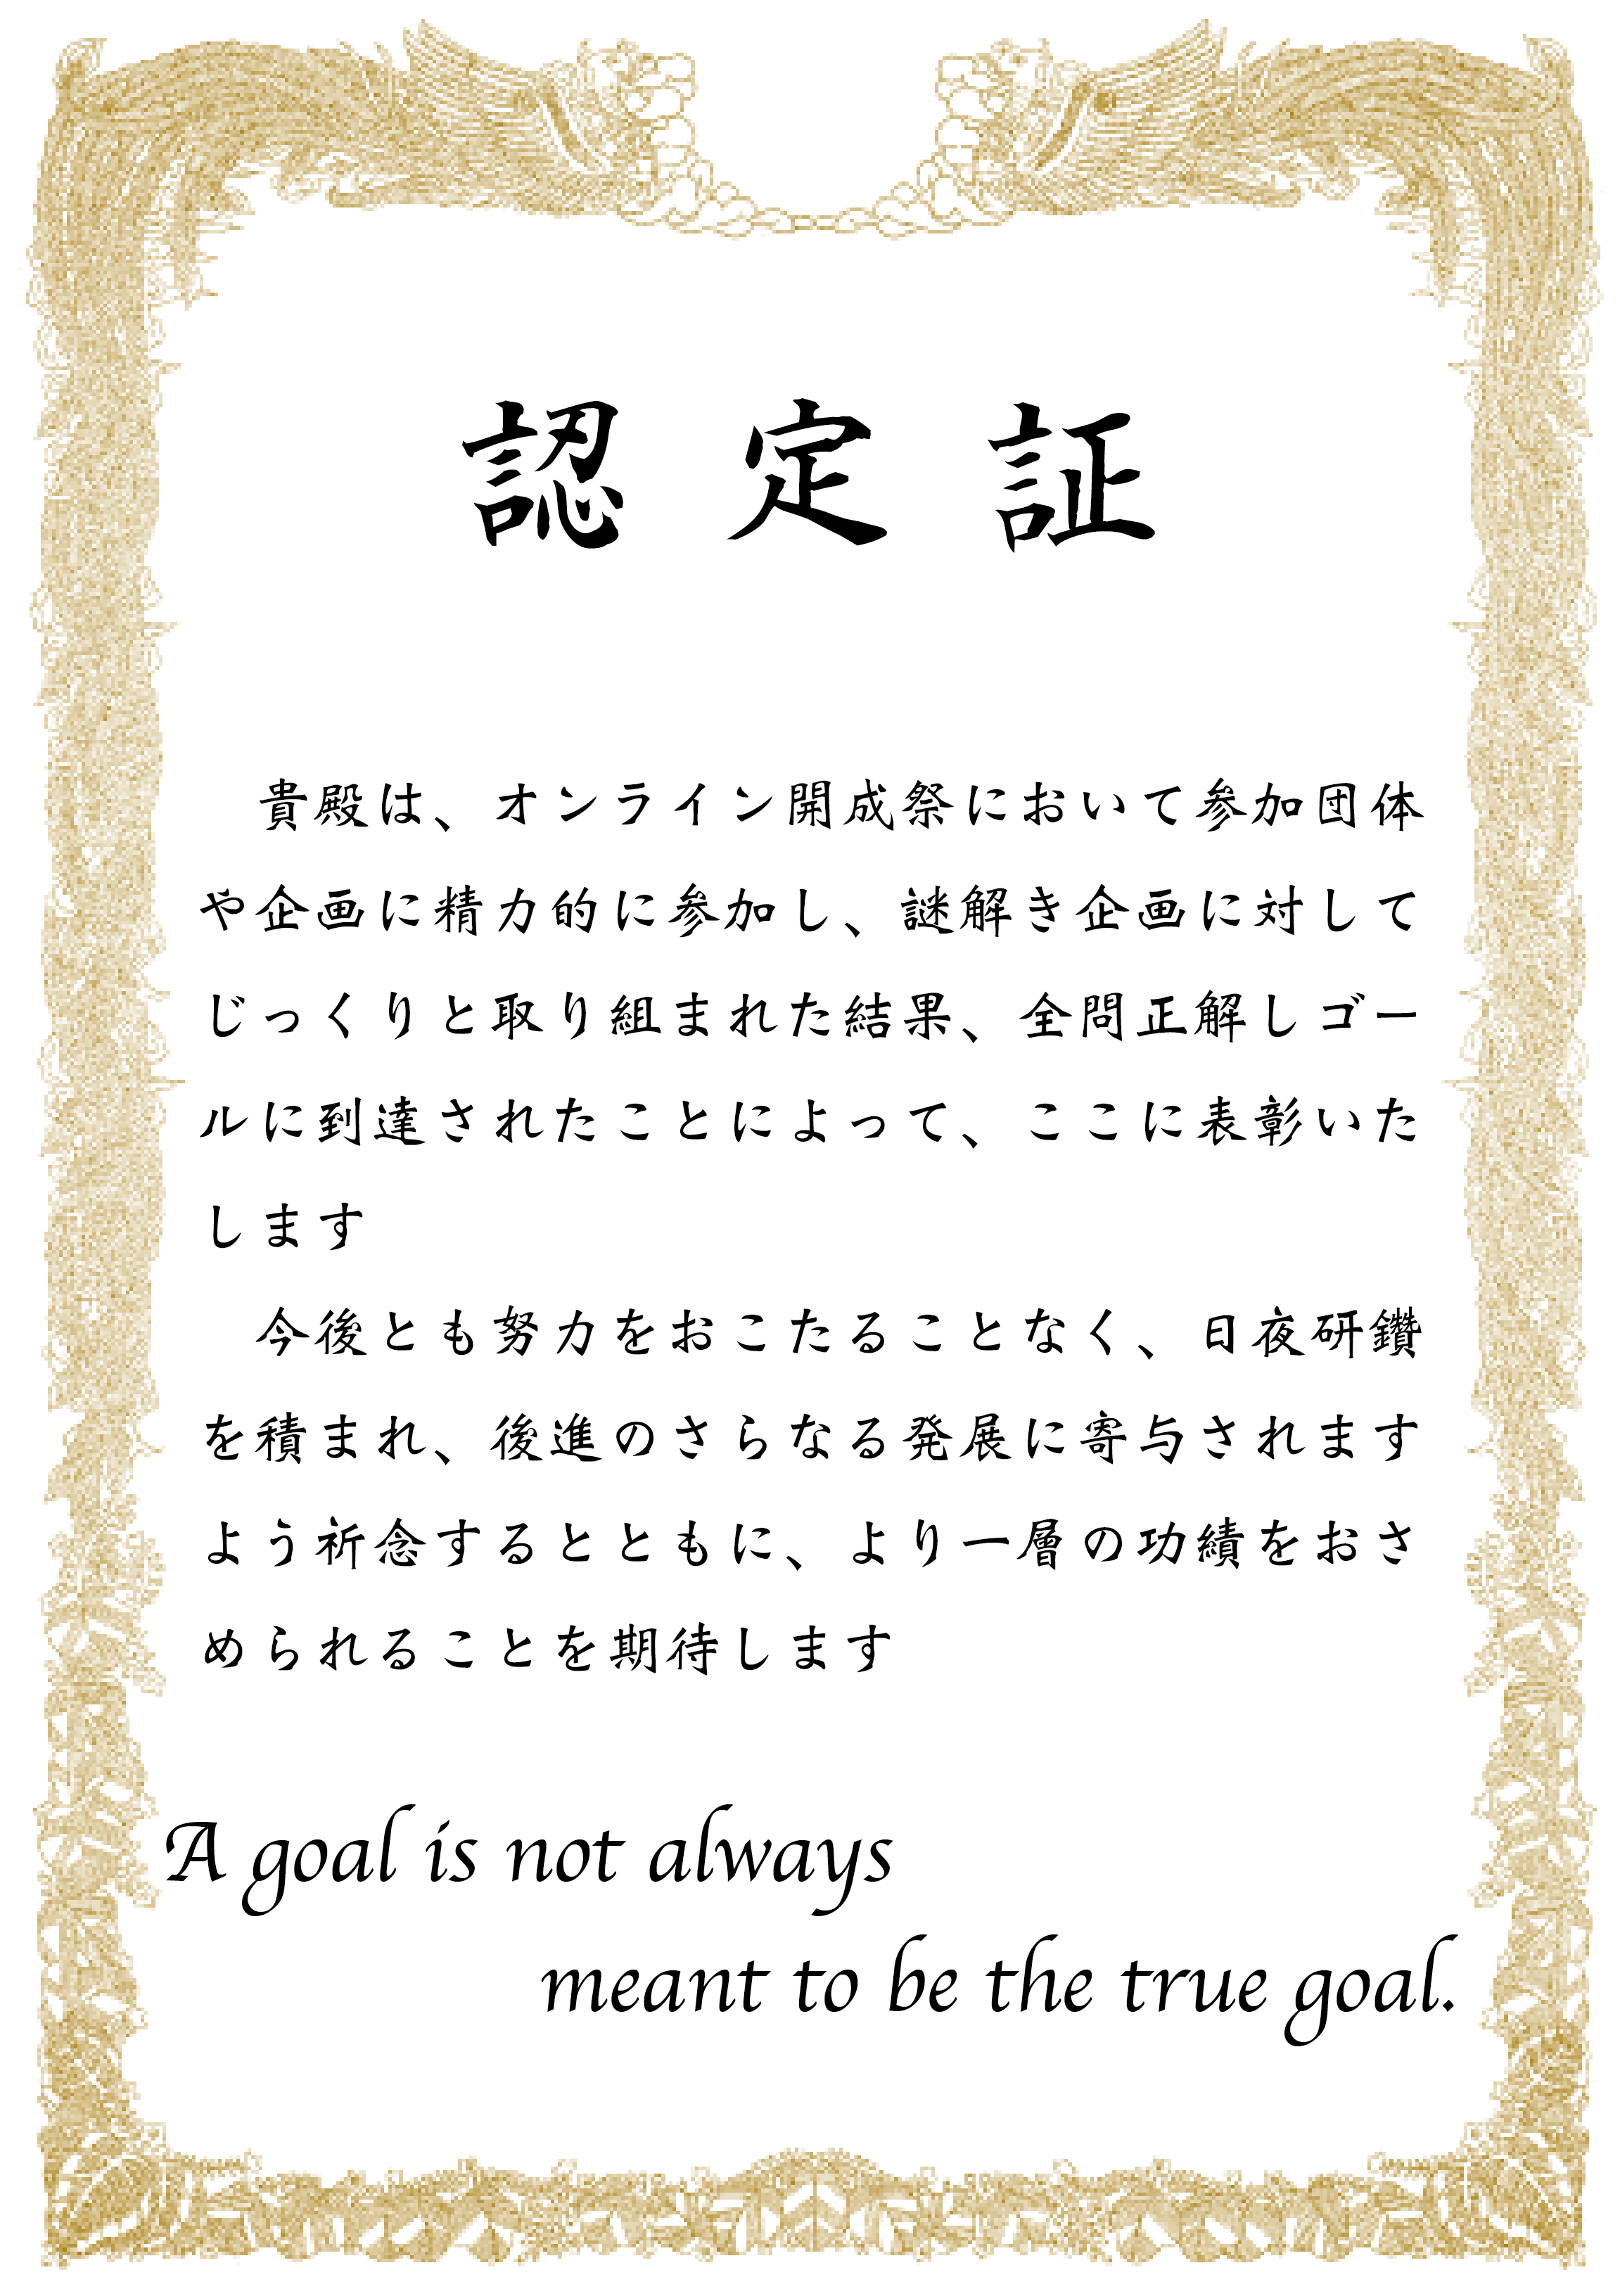 認定証
　貴殿は、オンライン開成祭において参加団体
や企画に精力的に参加し、謎解き企画に対して
じっくりと取り組まれた結果、全問正解しゴー
ルに到達されたことによって、ここに表彰いた
します
　今後とも努力をおこたることなく、日夜研鑽
を積まれ、後進のさらなる発展に寄与されます
よう祈念するとともに、より一層の功績をおさ
められることを期待します
A goal is not always
meant to be the true goal.